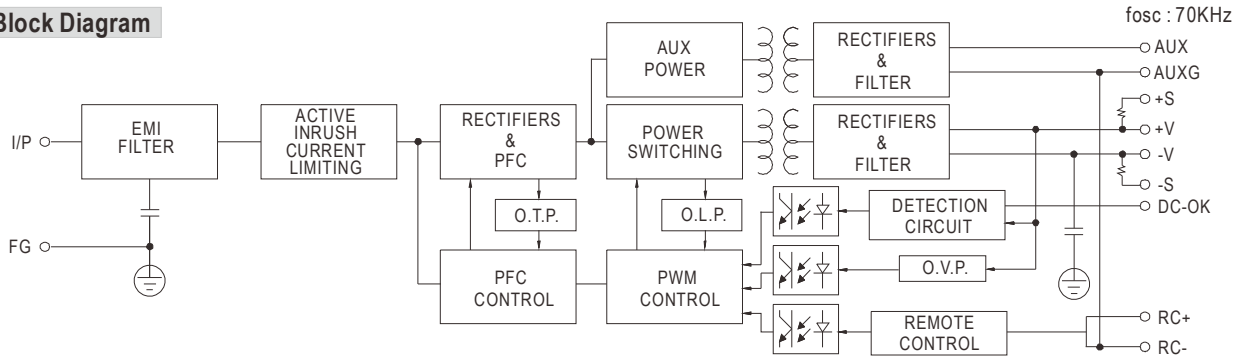 Block Diagram
fosc : 70KHz
AUX
POWER
RECTIFIERS
&
FILTER
AUX
AUXG
I/P
EMI
FILTER
ACTIVE
INRUSH
CURRENT
LIMITING
RECTIFIERS
&
PFC
POWER
SWITCHING
RECTIFIERS
&
FILTER
+S
+V
-V
-S
O.T.P.
O.L.P.
DETECTION
CIRCUIT
DC-OK
FG
PFC
CONTROL
PWM
CONTROL
O.V.P.
REMOTE
CONTROL
RC+
RC-